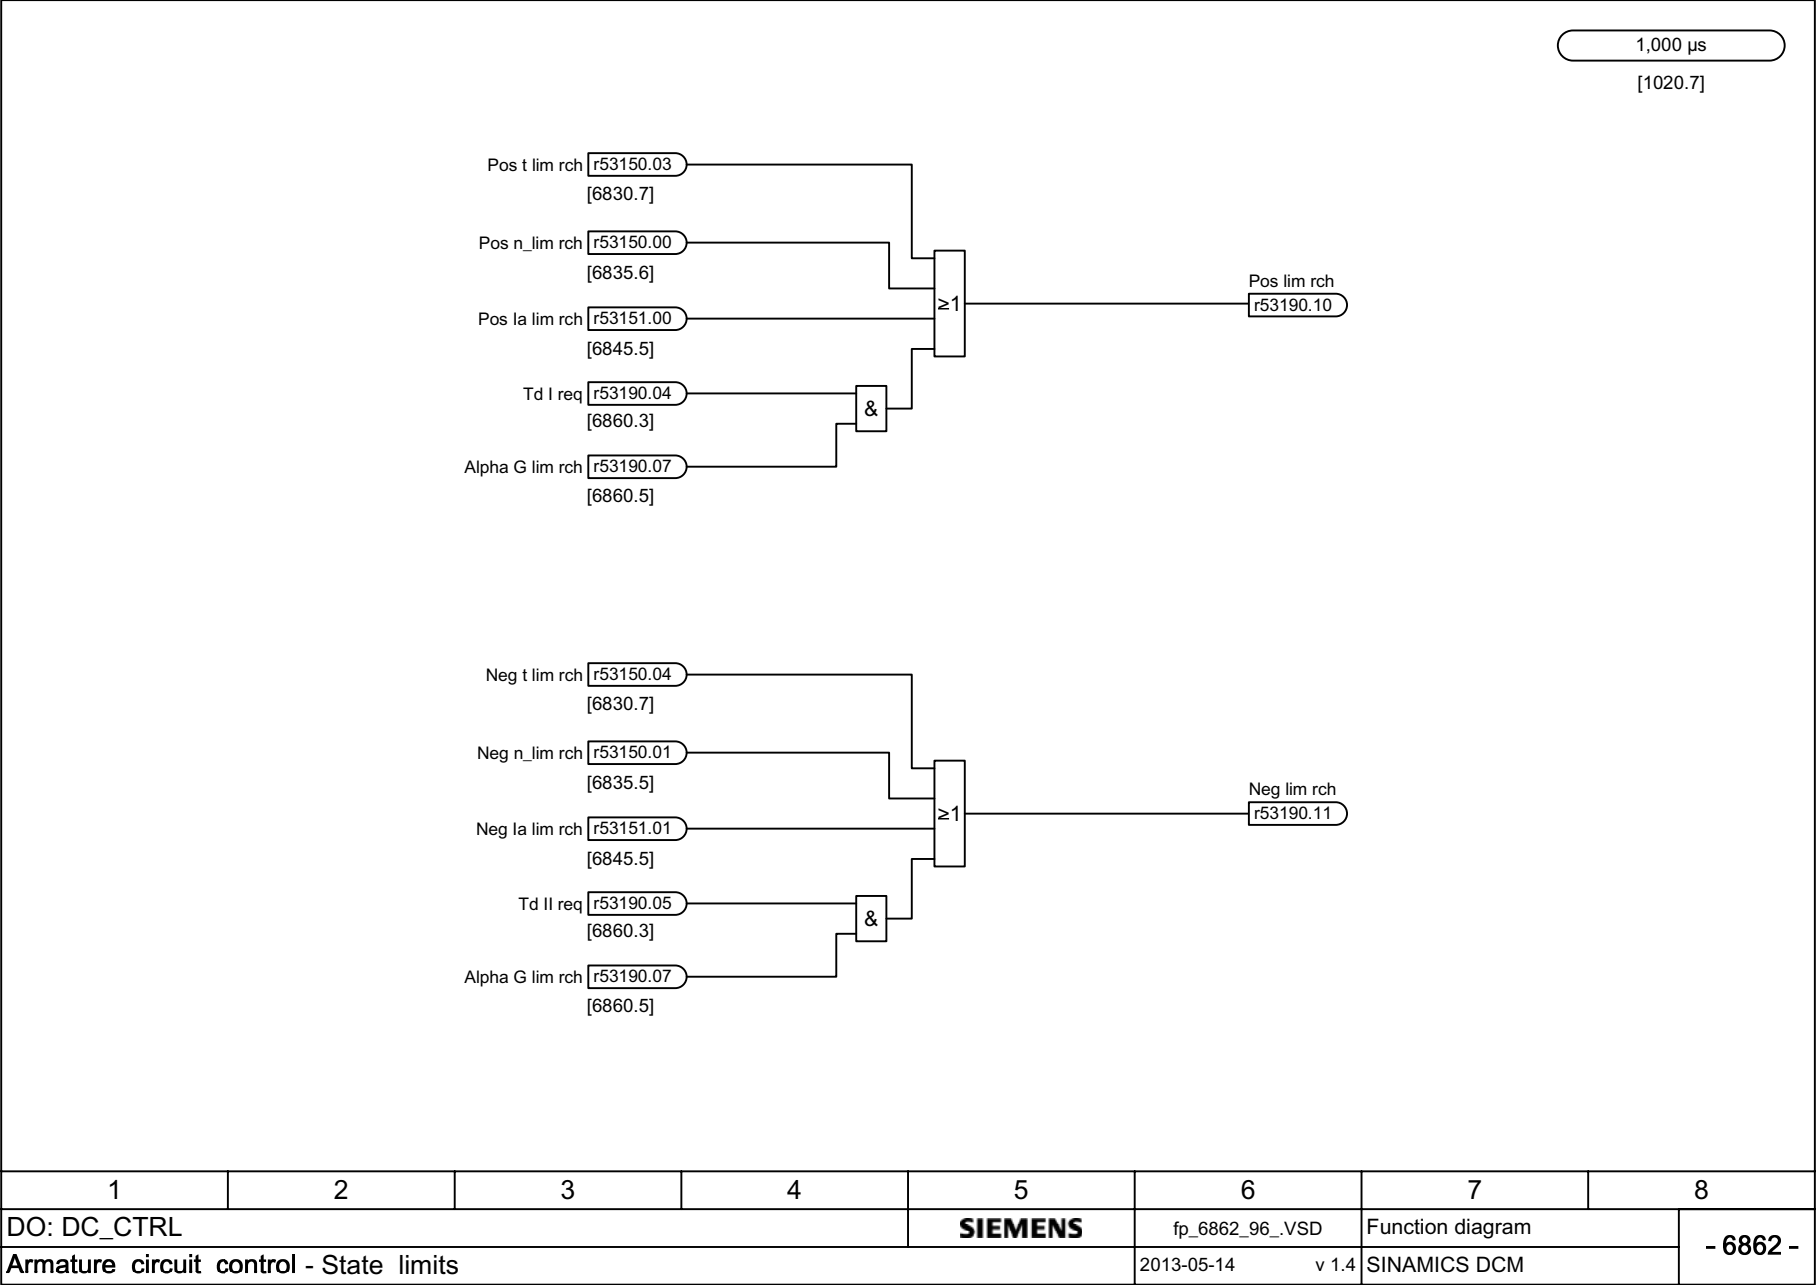 1,000 µs
[1020.7]
Pos t lim rch r53150.03
[6830.7]
Pos n_lim rch r53150.00
[6835.6]
Pos Ia lim rch r53151.00
[6845.5]
Td I req r53190.04
[6860.3]
Alpha G lim rch r53190.07
[6860.5]
&
≥1
Pos lim rch
r53190.10
Neg t lim rch r53150.04
[6830.7]
Neg n_lim rch r53150.01
[6835.5]
Neg Ia lim rch r53151.01
[6845.5]
Td II req r53190.05
[6860.3]
Alpha G lim rch r53190.07
[6860.5]
&
≥1
Neg lim rch
r53190.11
1 2 3 4 5 6 7 8
DO: DC_CTRL SIEMENS fp_6862_96_.VSD Function diagram
- 6862 -
Armature circuit control - State limits 2013-05-14 v 1.4 SINAMICS DCM